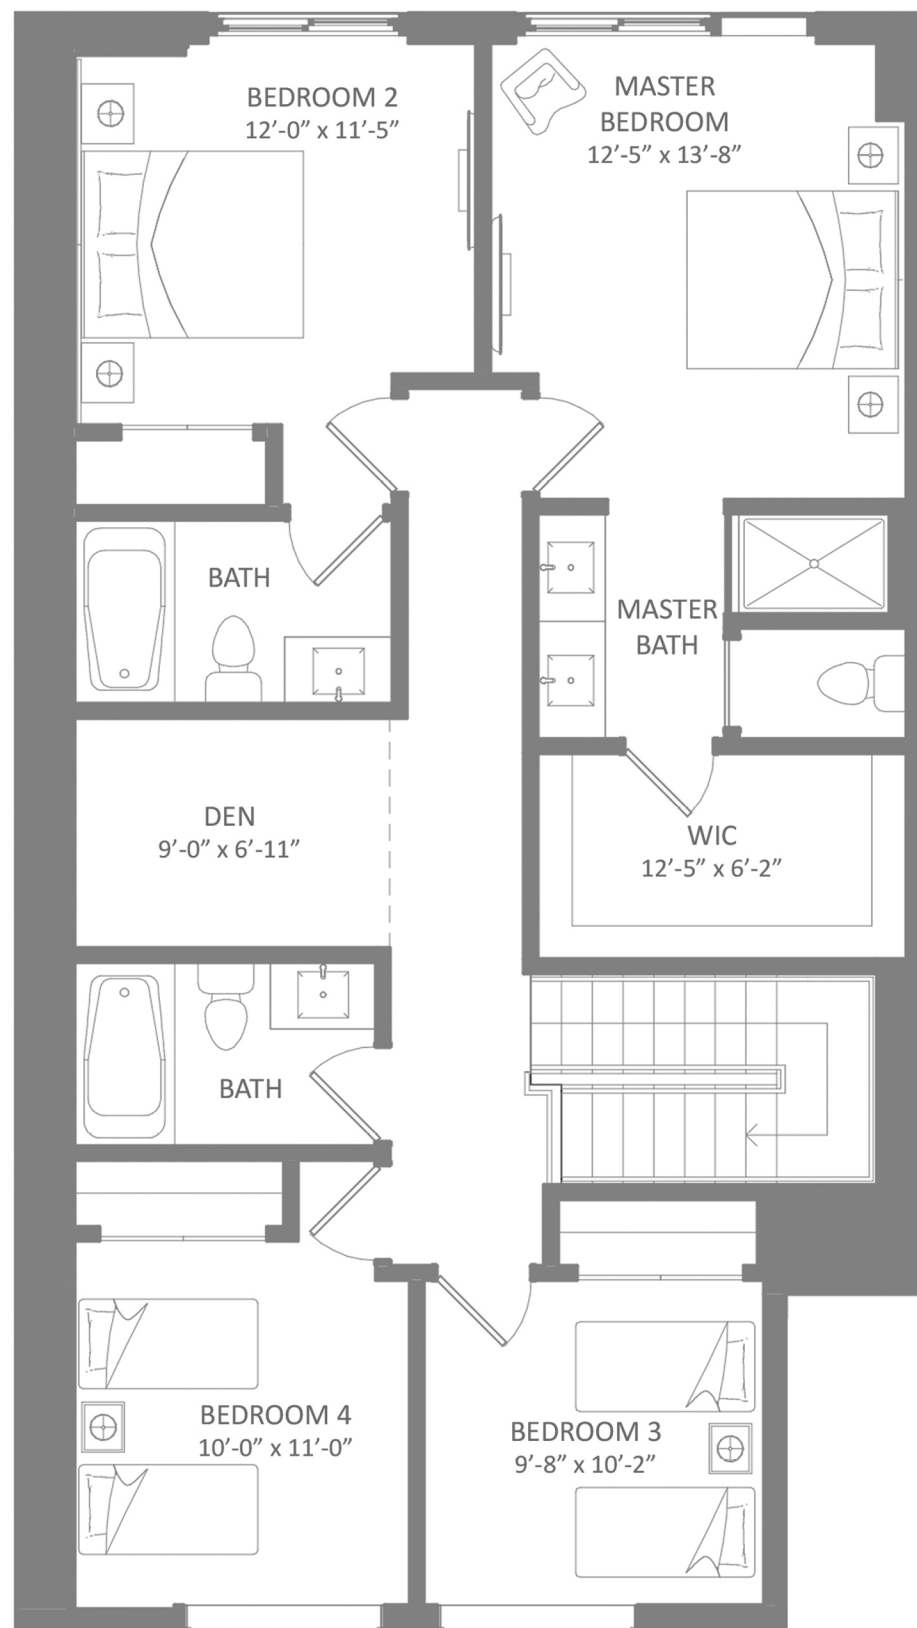 BEDROOM 2
12’-0” x 11’-5”
MASTER
BEDROOM
12’-5” x 13’-8”
BATH
MASTER
BATH
DEN
9’-0” x 6’-11”
WIC
12’-5” x 6’-2”
BATH
BEDROOM 4
10’-0” x 11’-0”
BEDROOM 3
9’-8” x 10’-2”